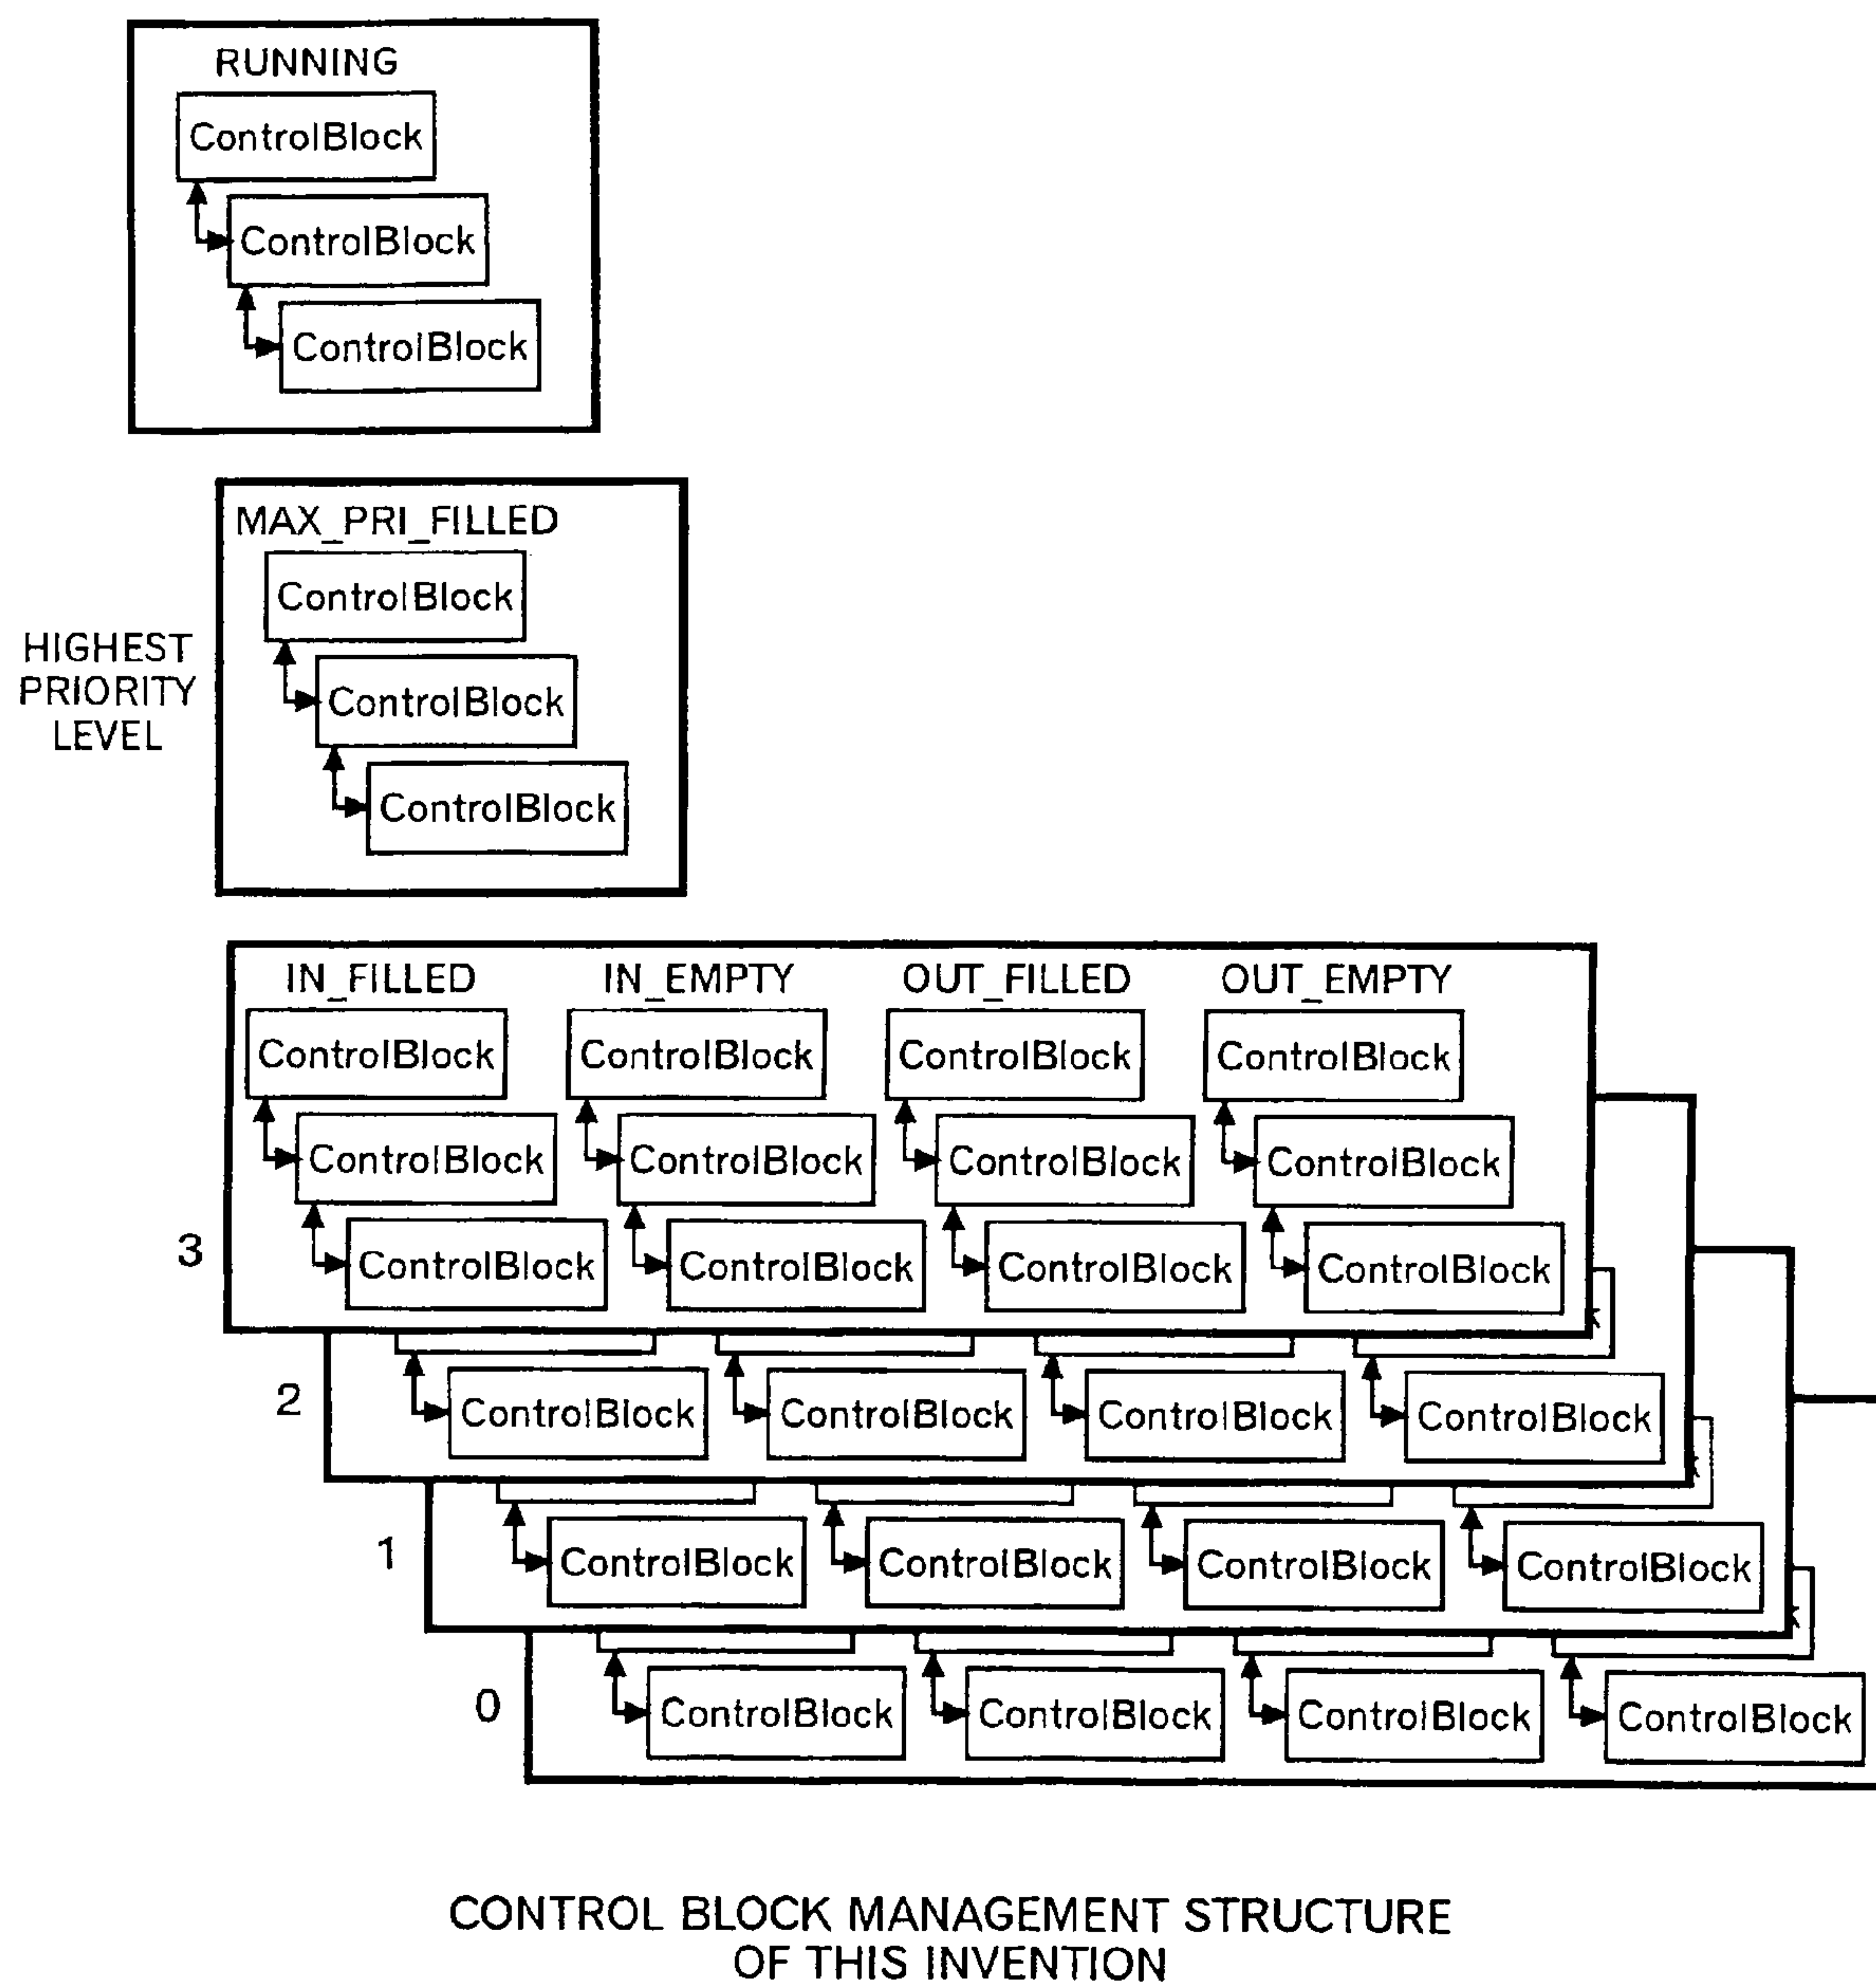 RUNNING
ControlBlock
ControlBlock
ControlBlock
MAX_PRI_FILLED
ControlBlock
HIGHEST
PRIORITY
LEVEL
ControlBlock
ControlBlock
IN_FILLED IN_EMPTY OUT_FILLED OUT_EMPTY
ControlBlock ControlBlock ControlBlock ControlBlock
ControlBlock ControlBlock ControlBlock ControlBlock
3 ControlBlock ControlBlock ControlBlock ControlBlock
2 ControlBlock ControlBlock ControlBlock ControlBlock
1 ControlBlock ControlBlock ControlBlock ControlBlock
0 ControlBlock ControlBlock ControlBlock ControlBlock
CONTROL BLOCK MANAGEMENT STRUCTURE
OF THIS INVENTION